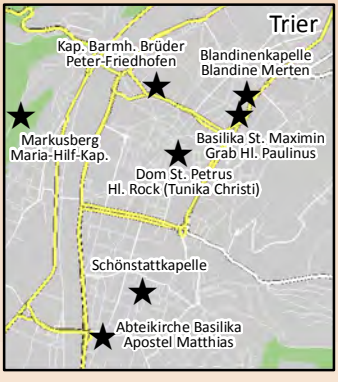 Trier
Kap. Barmh. Brüder
Peter-Friedhofen
Blandinenkapelle
Blandine Merten
Markusberg
Maria-Hilf-Kap.
Basilika St. Maximin
Grab Hl. Paulinus
Dom St. Petrus
Hl. Rock (Tunika Christi)
Schönstattkapelle
Abteikirche Basilika
Apostel Matthias